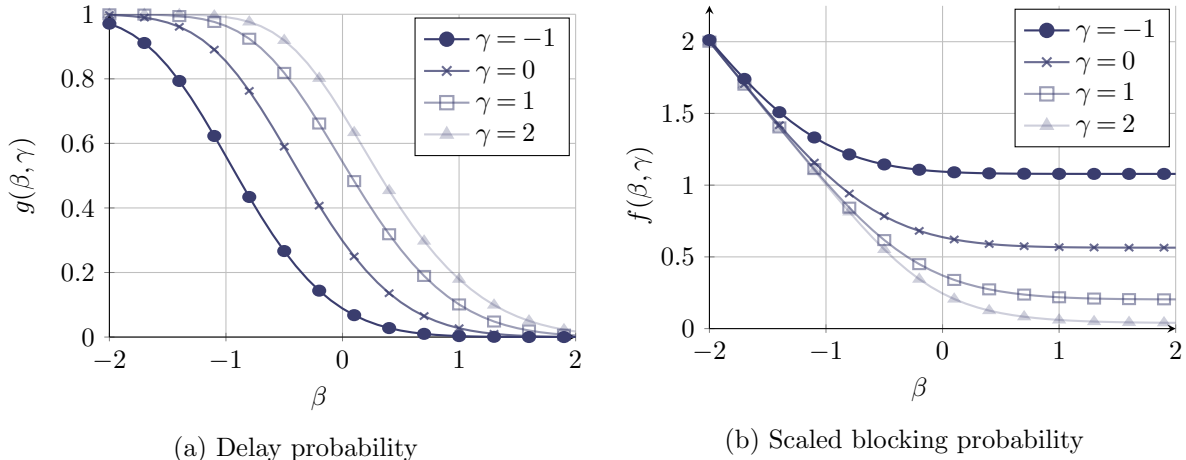 1
0.8
0.6
0.4
0.2
0
g(β, γ)
−2 −1 0 1 2
β
γ = −1
γ = 0
γ = 1
γ = 2
(a) Delay probability
2
1.5
1
0.5
0
f(β, γ)
−2 −1 0 1 2
β
γ = −1
γ = 0
γ = 1
γ = 2
(b) Scaled blocking probability